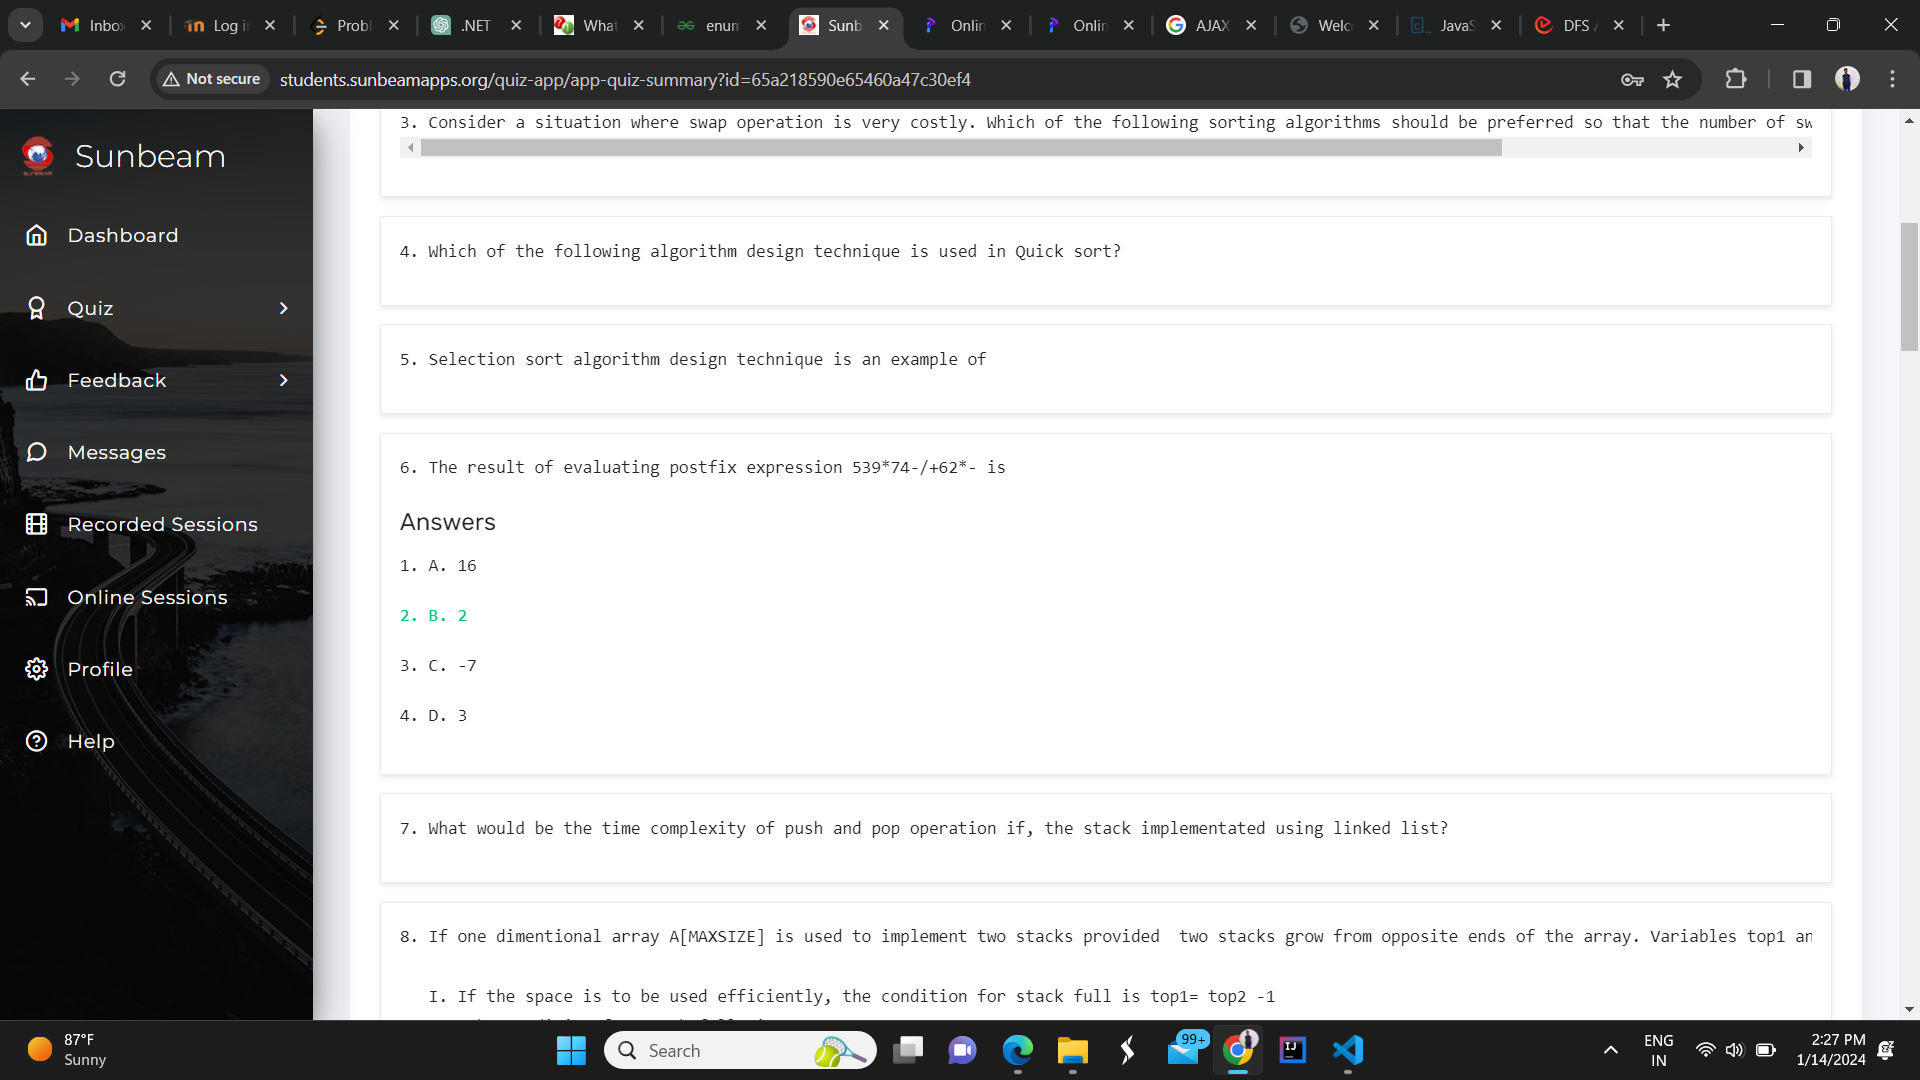 Inbo
Log i
Probl
.NET
What
enum
Sunb
Onlin
Onlin
AJAX
Welc
JavaS
DFS
Not secure
students.sunbeamapps.org/quiz-app/app-quiz-summary?id=65a218590e65460a47c30ef4
Sunbeam
Dashboard
Quiz
Feedback
Messages
Recorded Sessions
Online Sessions
Profile
Help
3. Consider a situation where swap operation is very costly. Which of the following sorting algorithms should be preferred so that the number of sw
4. Which of the following algorithm design technique is used in Quick sort?
5. Selection sort algorithm design technique is an example of
6. The result of evaluating postfix expression 539*74-/+62*- is
Answers
1. A. 16
2. B. 2
3. C. -7
4. D. 3
7. What would be the time complexity of push and pop operation if, the stack implementated using linked list?
8. If one dimentional array A[MAXSIZE] is used to implement two stacks provided  two stacks grow from opposite ends of the array. Variables top1 an
I. If the space is to be used efficiently, the condition for stack full is top1= top2 -1
87°F
Sunny
Search
99+
IJ
ENG
IN
2:27 PM
1/14/2024